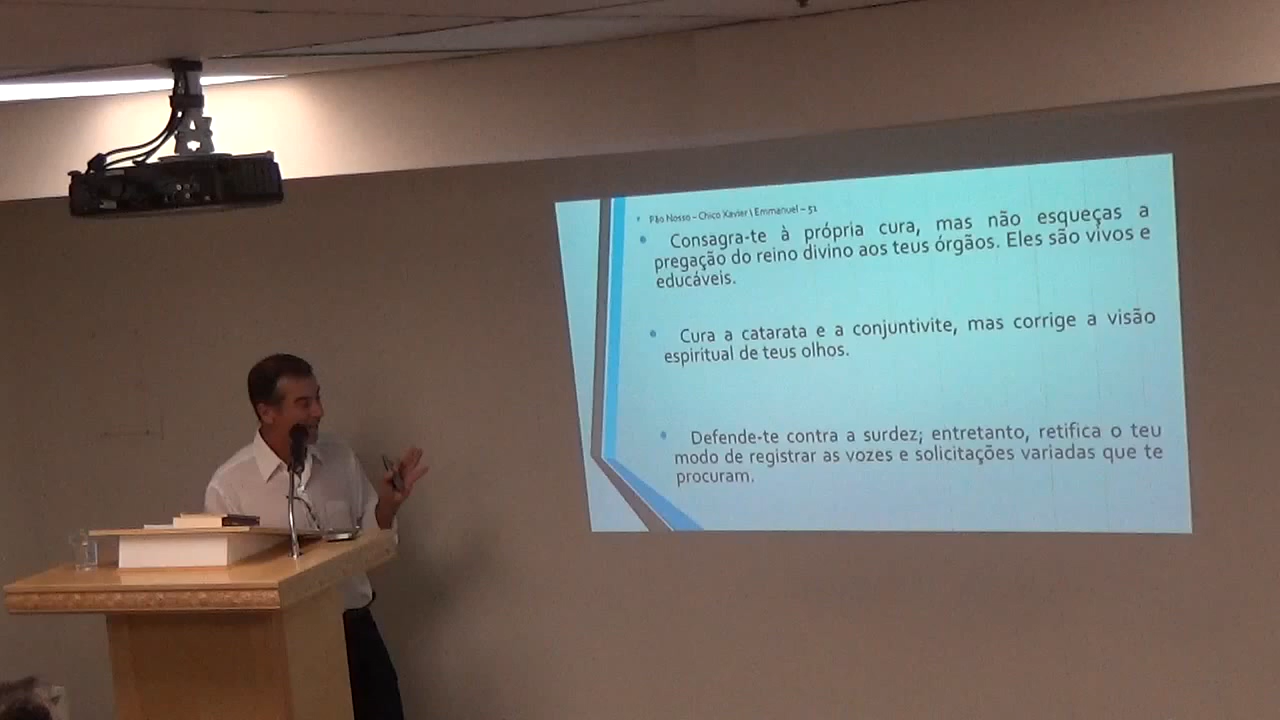 Pão Nosso – Chico Xavier \ Emmanuel – 51
Consagra-te à própria cura, mas não esqueças a
pregação do reino divino aos teus órgãos. Eles são vivos e
educáveis.
Cura a catarata e a conjuntivite, mas corrige a visão
espiritual de teus olhos.
Defende-te contra a surdez; entretanto, retifica o teu
modo de registrar as vozes e solicitações variadas que te
procuram.